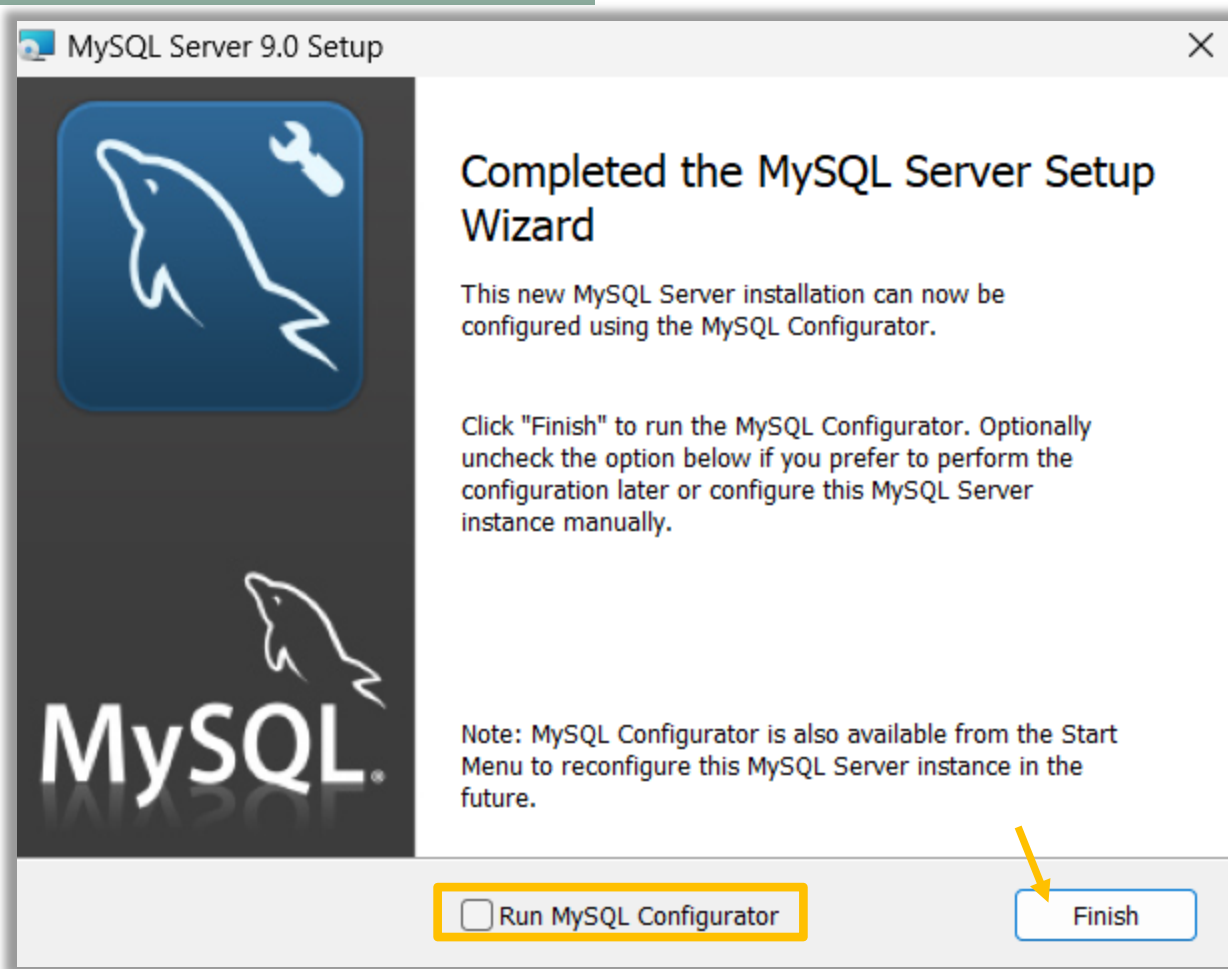 MySQL Server 9.0 Setup
Completed the MySQL Server Setup
Wizard
This new MySQL Server installation can now be
configured using the MySQL Configurator.
Click "Finish" to run the MySQL Configurator. Optionally
uncheck the option below if you prefer to perform the
configuration later or configure this MySQL Server
instance manually.
MySQL®
Note: MySQL Configurator is also available from the Start
Menu to reconfigure this MySQL Server instance in the
future.
Run MySQL Configurator
Finish